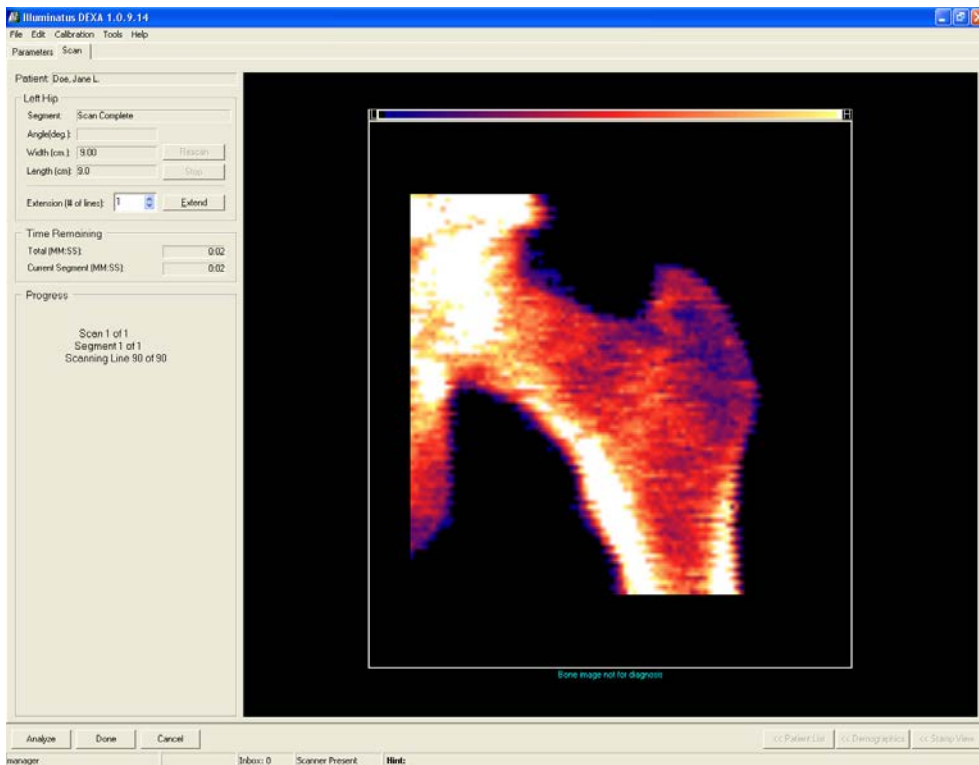 Illuminatus DEXA 1.0.9.14
File Edit Calibration Tools Help
Parameters Scan
Patient: Doe, Jane L.
Left Hip
Segment: Scan Complete
Angle(deg.):
Width (cm.): 9.00 Rescan
Length (cm): 9.0 Stop
Extension (# of lines): 1 Extend
Time Remaining
Total (MM:SS): 0:02
Current Segment (MM:SS): 0:02
Progress
Scan 1 of 1
Segment 1 of 1
Scanning Line 90 of 90
L H
Bone image not for diagnosis
Analyze Done Cancel << Patient List << Demographics << Scan View
manager Inbox: 0 Scanner Present Hint: